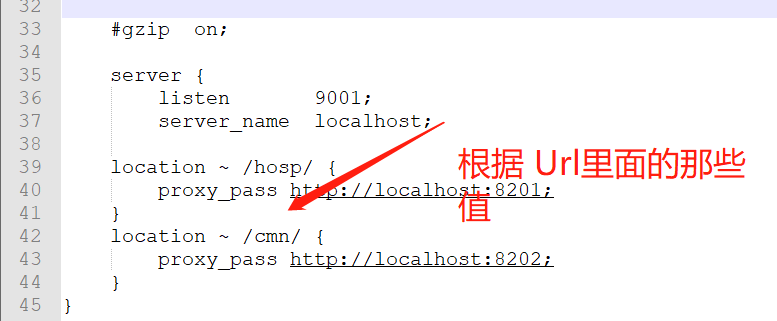 32
33 #gzip on;
34
35 server {
36 listen 9001;
37 server_name localhost;
38
39 location ~ /hosp/ {
40 proxy_pass http://localhost:8201;
41 }
42 location ~ /cmn/ {
43 proxy_pass http://localhost:8202;
44 }
45 }
根据 Url里面的那些
值